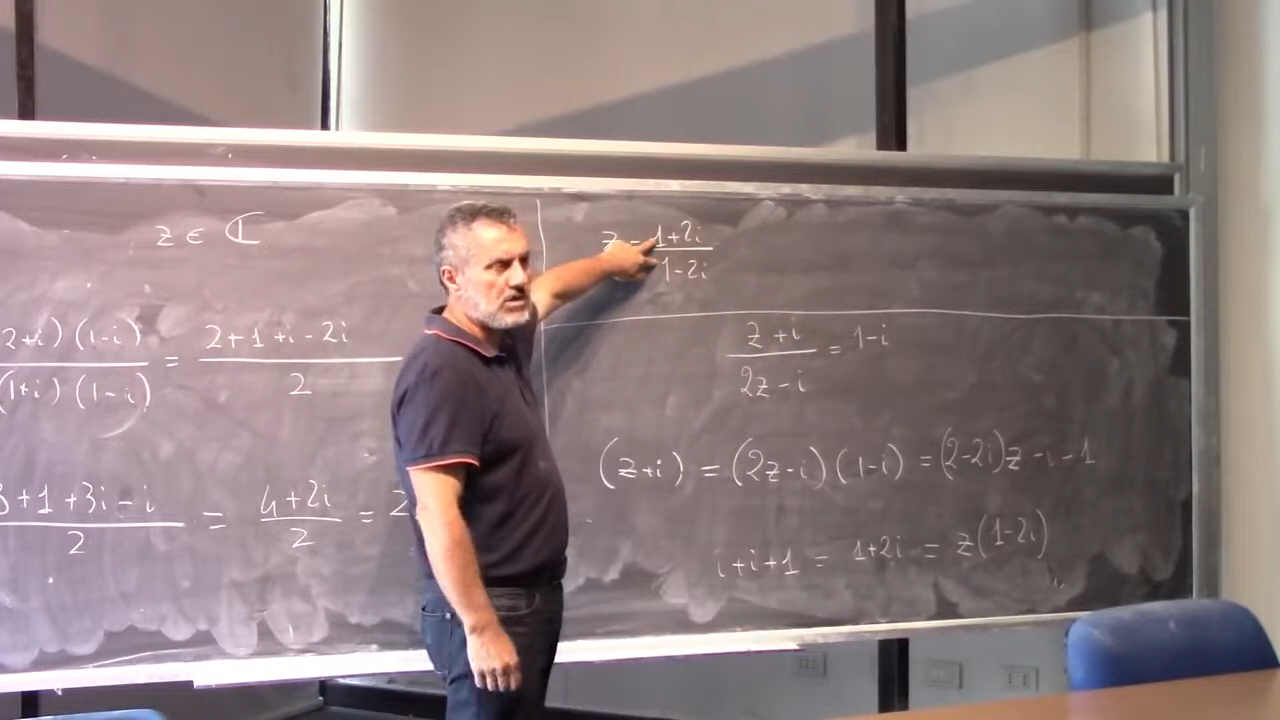 z ∈ ℂ
2+i) (1-i) / (1+i) (1-i) = 2+1+i-2i / 2
3+1+3i-i / 2 = 4+2i / 2 = 2
z = 1+2i / 1-2i
z+i / 2z-i = 1-i
(z+i) = (2z-i) (1-i) = (2-2i)z-i-1
i+i+1 = 1+2i = z(1-2i)